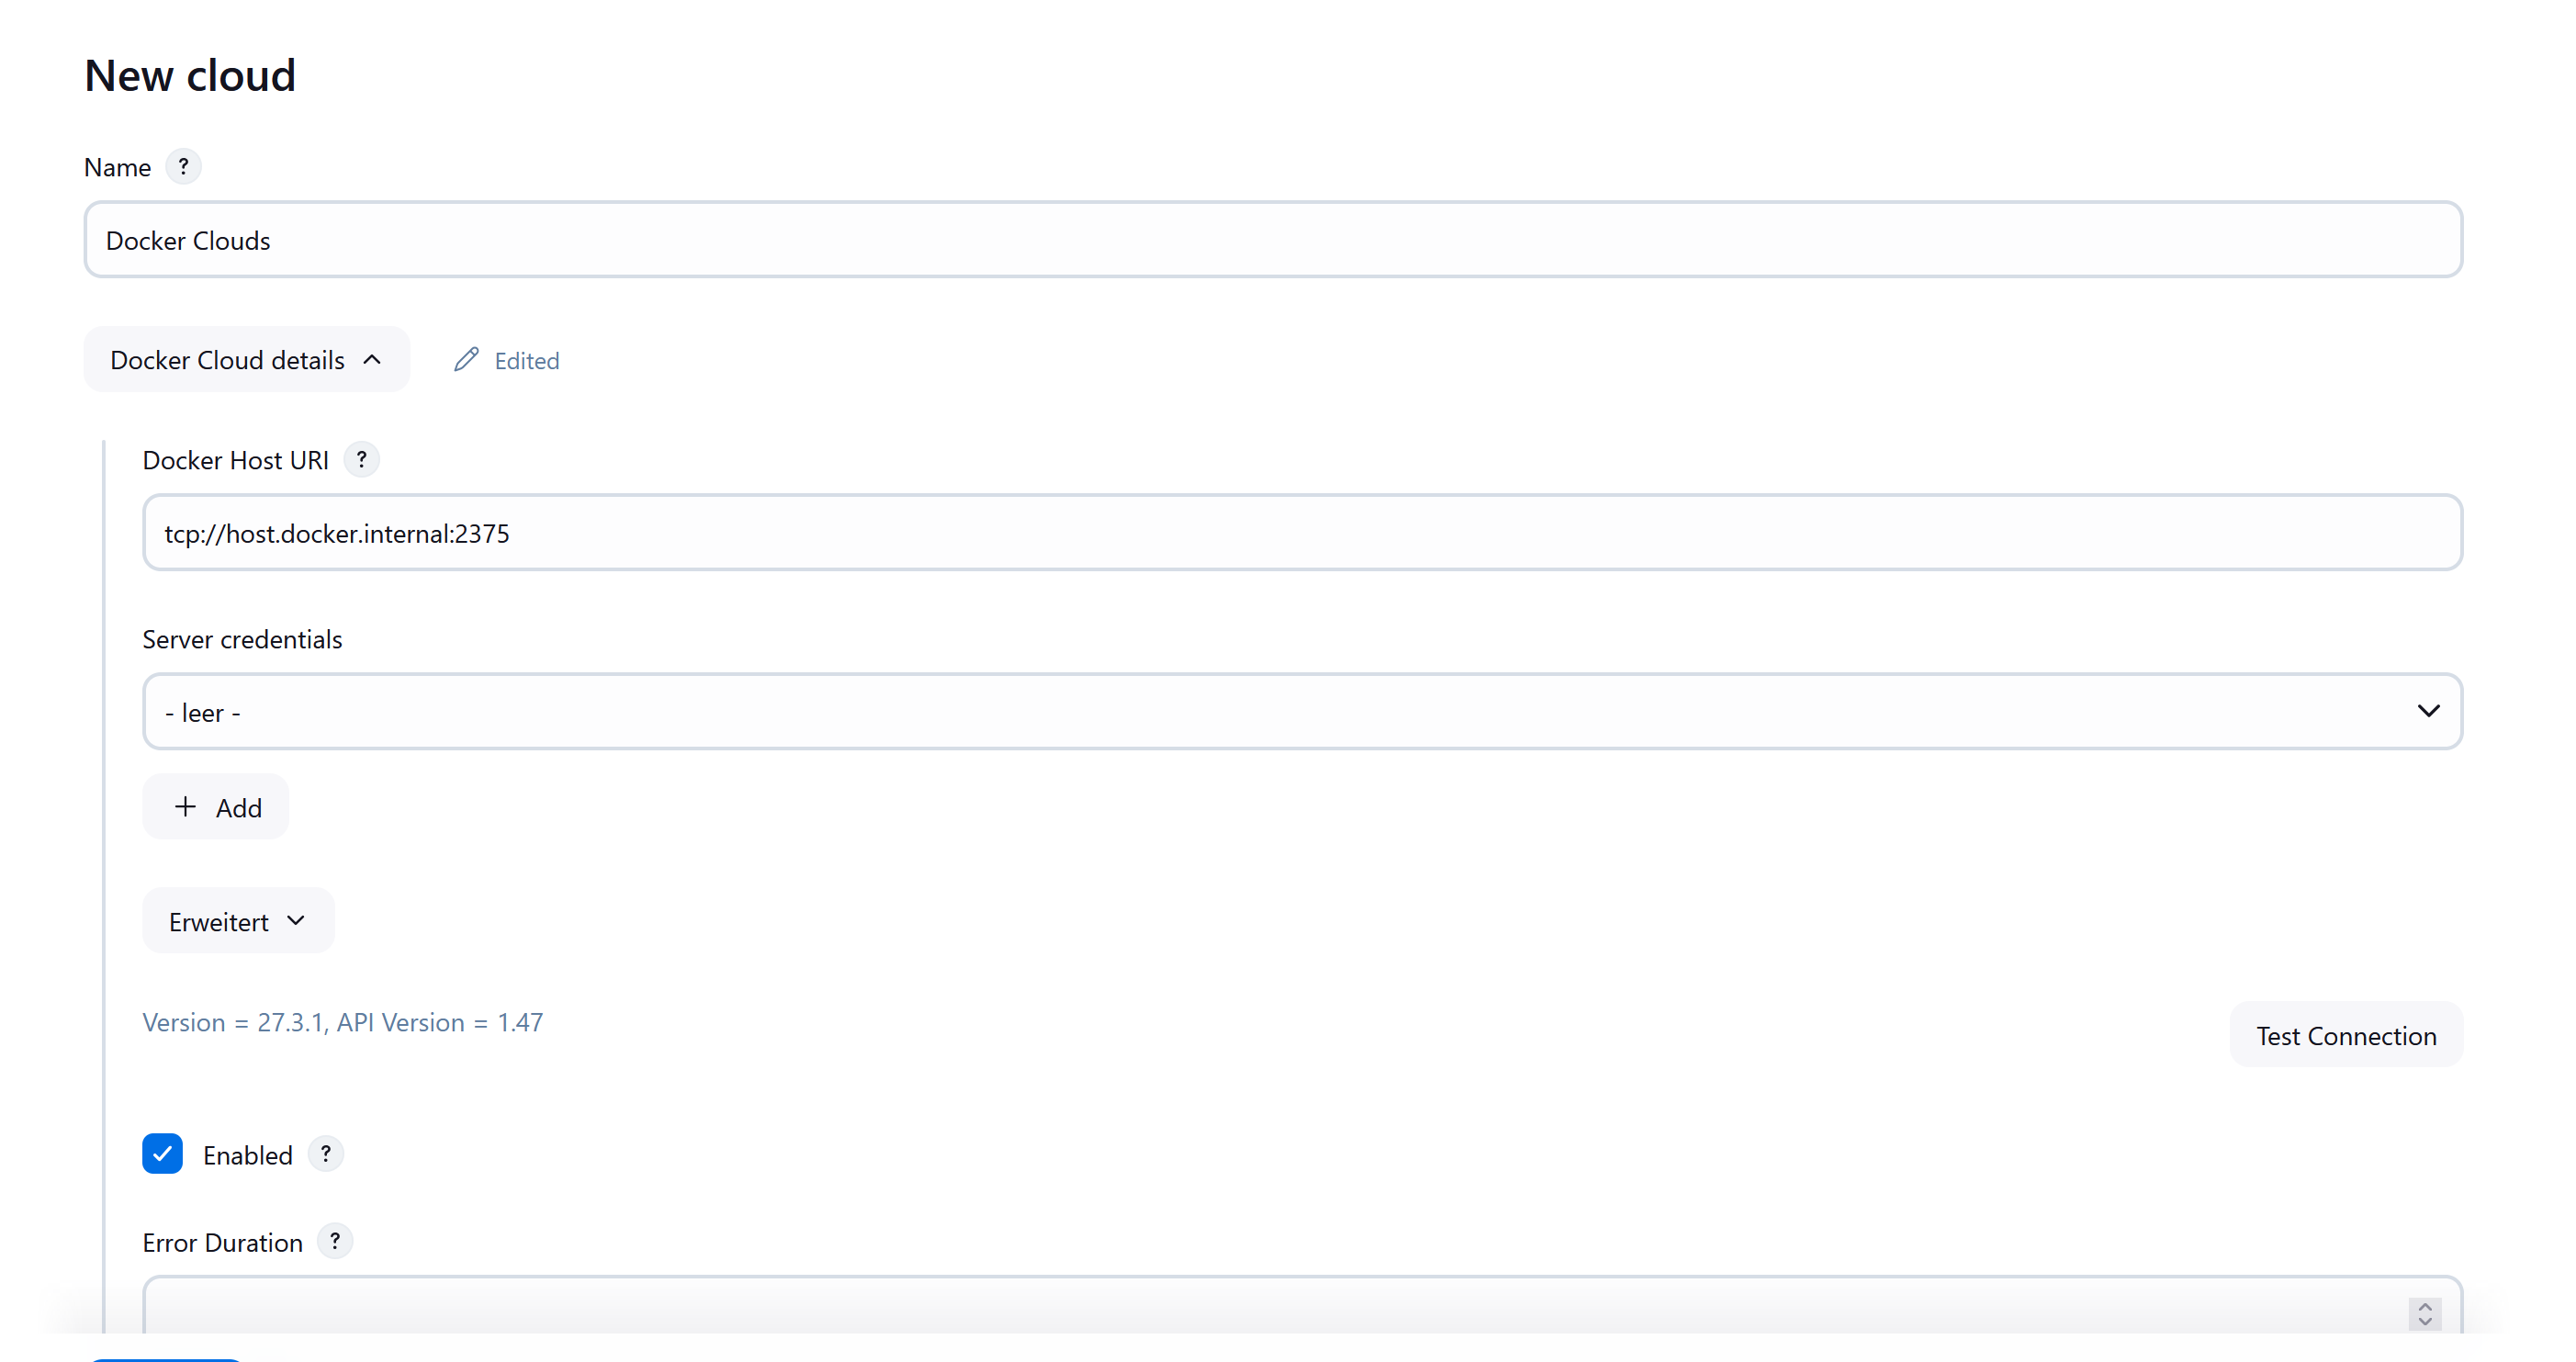 New cloud
Name ?
Docker Clouds
Docker Cloud details Edited
Docker Host URI ?
tcp://host.docker.internal:2375
Server credentials
- leer -
Add
Erweitert
Version = 27.3.1, API Version = 1.47
Test Connection
Enabled ?
Error Duration ?